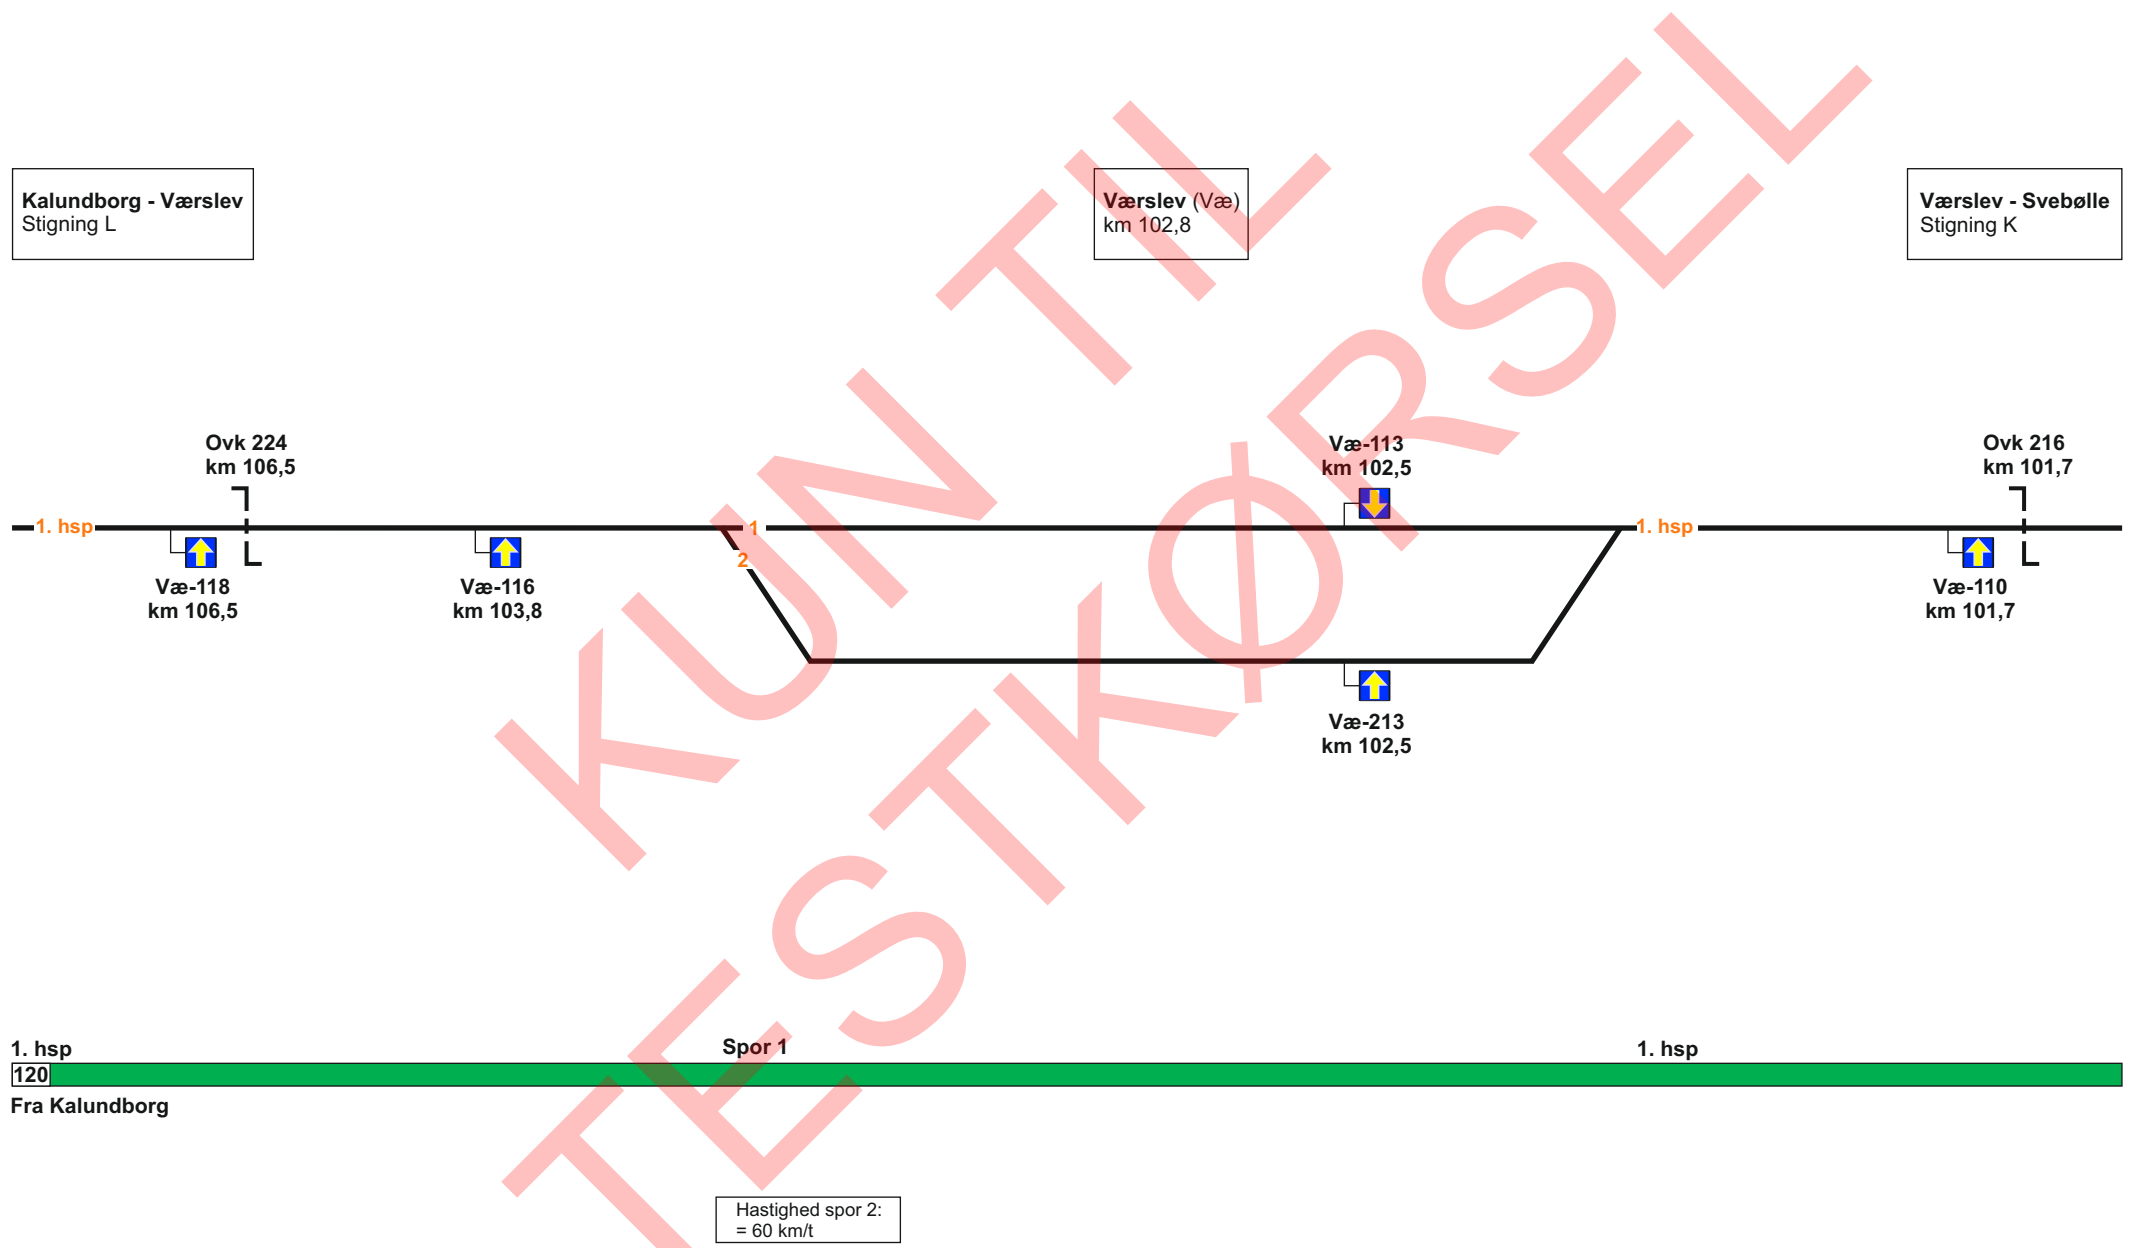 Kalundborg - Værslev
Stigning L
Værslev (Væ)
km 102,8
Værslev - Svebølle
Stigning K
Ovk 224
km 106,5
Væ-113
km 102,5
Ovk 216
km 101,7
1. hsp
1
1. hsp
2
Væ-118
km 106,5
Væ-116
km 103,8
Væ-110
km 101,7
Væ-213
km 102,5
KUN TIL
TESTKØRSEL
1. hsp
Spor 1
1. hsp
120
Fra Kalundborg
Hastighed spor 2:
= 60 km/t